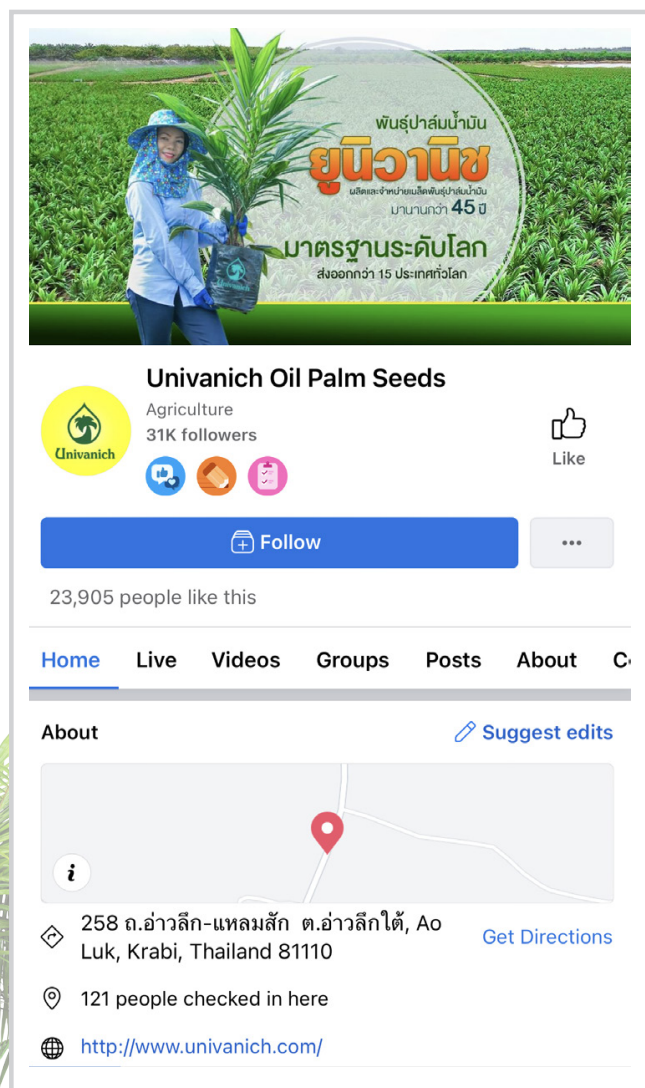 พันธุ์ปาล์มน้ำมัน
ยูนิวานิช
ผลิตและจำหน่ายเมล็ดพันธุ์ปาล์มน้ำมัน
มานานกว่า 45 ปี
มาตรฐานระดับโลก
ส่งออกกว่า 15 ประเทศทั่วโลก
Univanich
Univanich Oil Palm Seeds
Agriculture
31K followers
Univanich
Like
Follow
23,905 people like this
Home Live Videos Groups Posts About
About
Suggest edits
i
258 ถ.อ่าวลึก-แหลมสัก ต.อ่าวลึกใต้, Ao
Luk, Krabi, Thailand 81110
Get Directions
121 people checked in here
http://www.univanich.com/